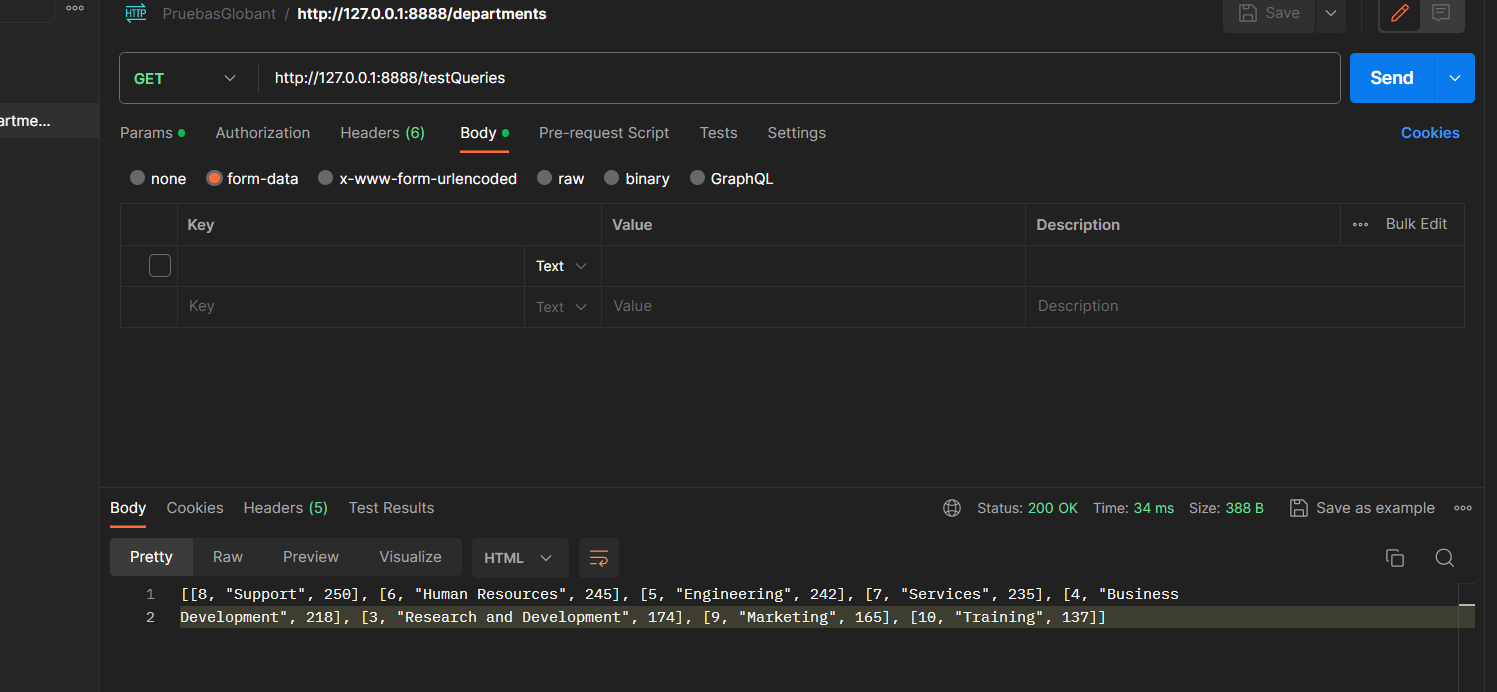 HTTP PruebasGlobant / http://127.0.0.1:8888/departments Save
GET http://127.0.0.1:8888/testQueries Send
artme...
Params Authorization Headers (6) Body Pre-request Script Tests Settings Cookies
none form-data x-www-form-urlencoded raw binary GraphQL
Key Value Description Bulk Edit
Text
Key Text Value Description
Body Cookies Headers (5) Test Results Status: 200 OK Time: 34 ms Size: 388 B Save as example
Pretty Raw Preview Visualize HTML
1 [[8, "Support", 250], [6, "Human Resources", 245], [5, "Engineering", 242], [7, "Services", 235], [4, "Business
2 Development", 218], [3, "Research and Development", 174], [9, "Marketing", 165], [10, "Training", 137]]